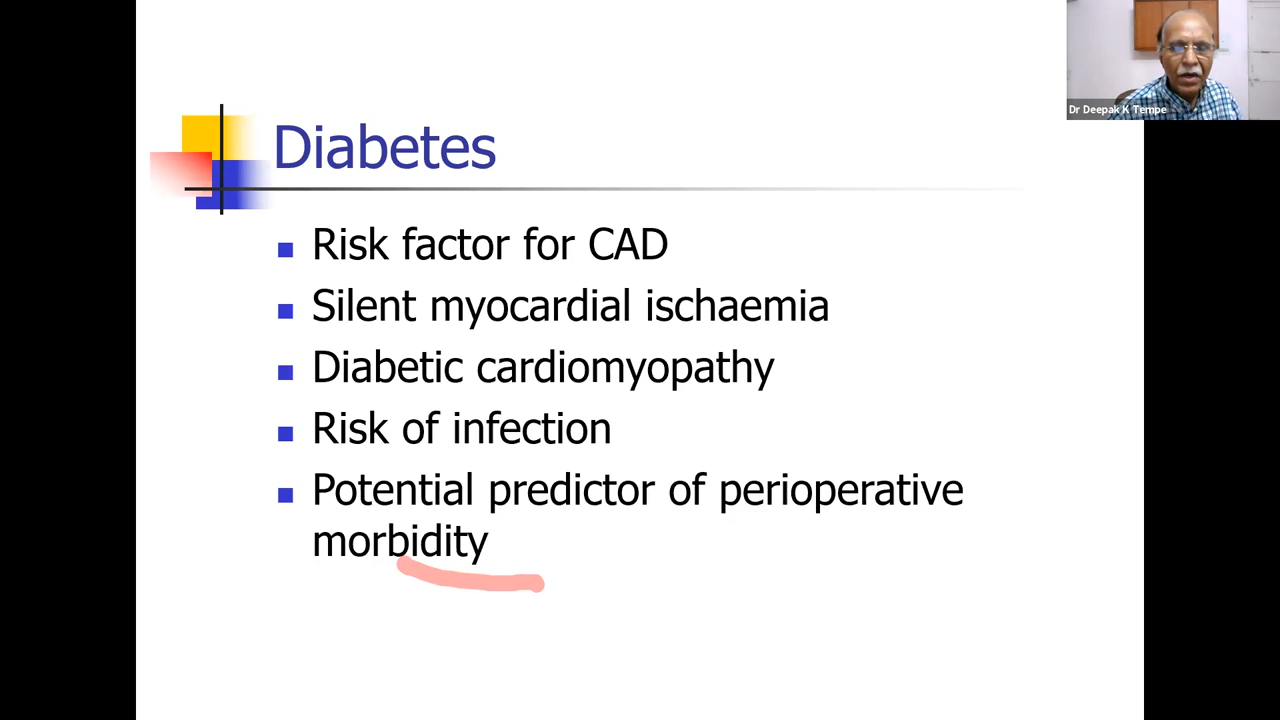 Dr Deepak K Tempe
Diabetes
Risk factor for CAD
Silent myocardial ischaemia
Diabetic cardiomyopathy
Risk of infection
Potential predictor of perioperative
morbidity